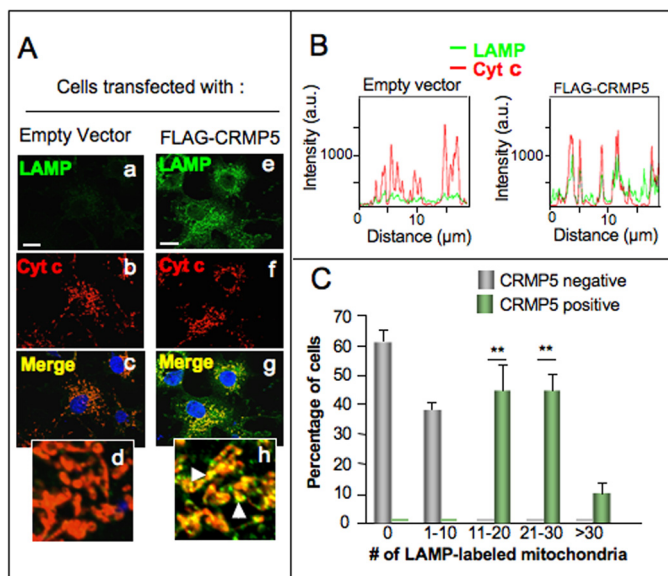 A
Cells transfected with :
Empty Vector
FLAG-CRMP5
LAMP
a
LAMP
e
Cyt c
b
Cyt c
f
Merge
c
Merge
g
d
h
B
LAMP
Cyt c
Empty vector
FLAG-CRMP5
Intensity (a.u.)
1000
0 10
Distance (µm)
Intensity (a.u.)
1000
0 10
Distance (µm)
C
CRMP5 negative
CRMP5 positive
Percentage of cells
70
60
50
40
30
20
10
0
** **
0 1-10 11-20 21-30 >30
# of LAMP-labeled mitochondria